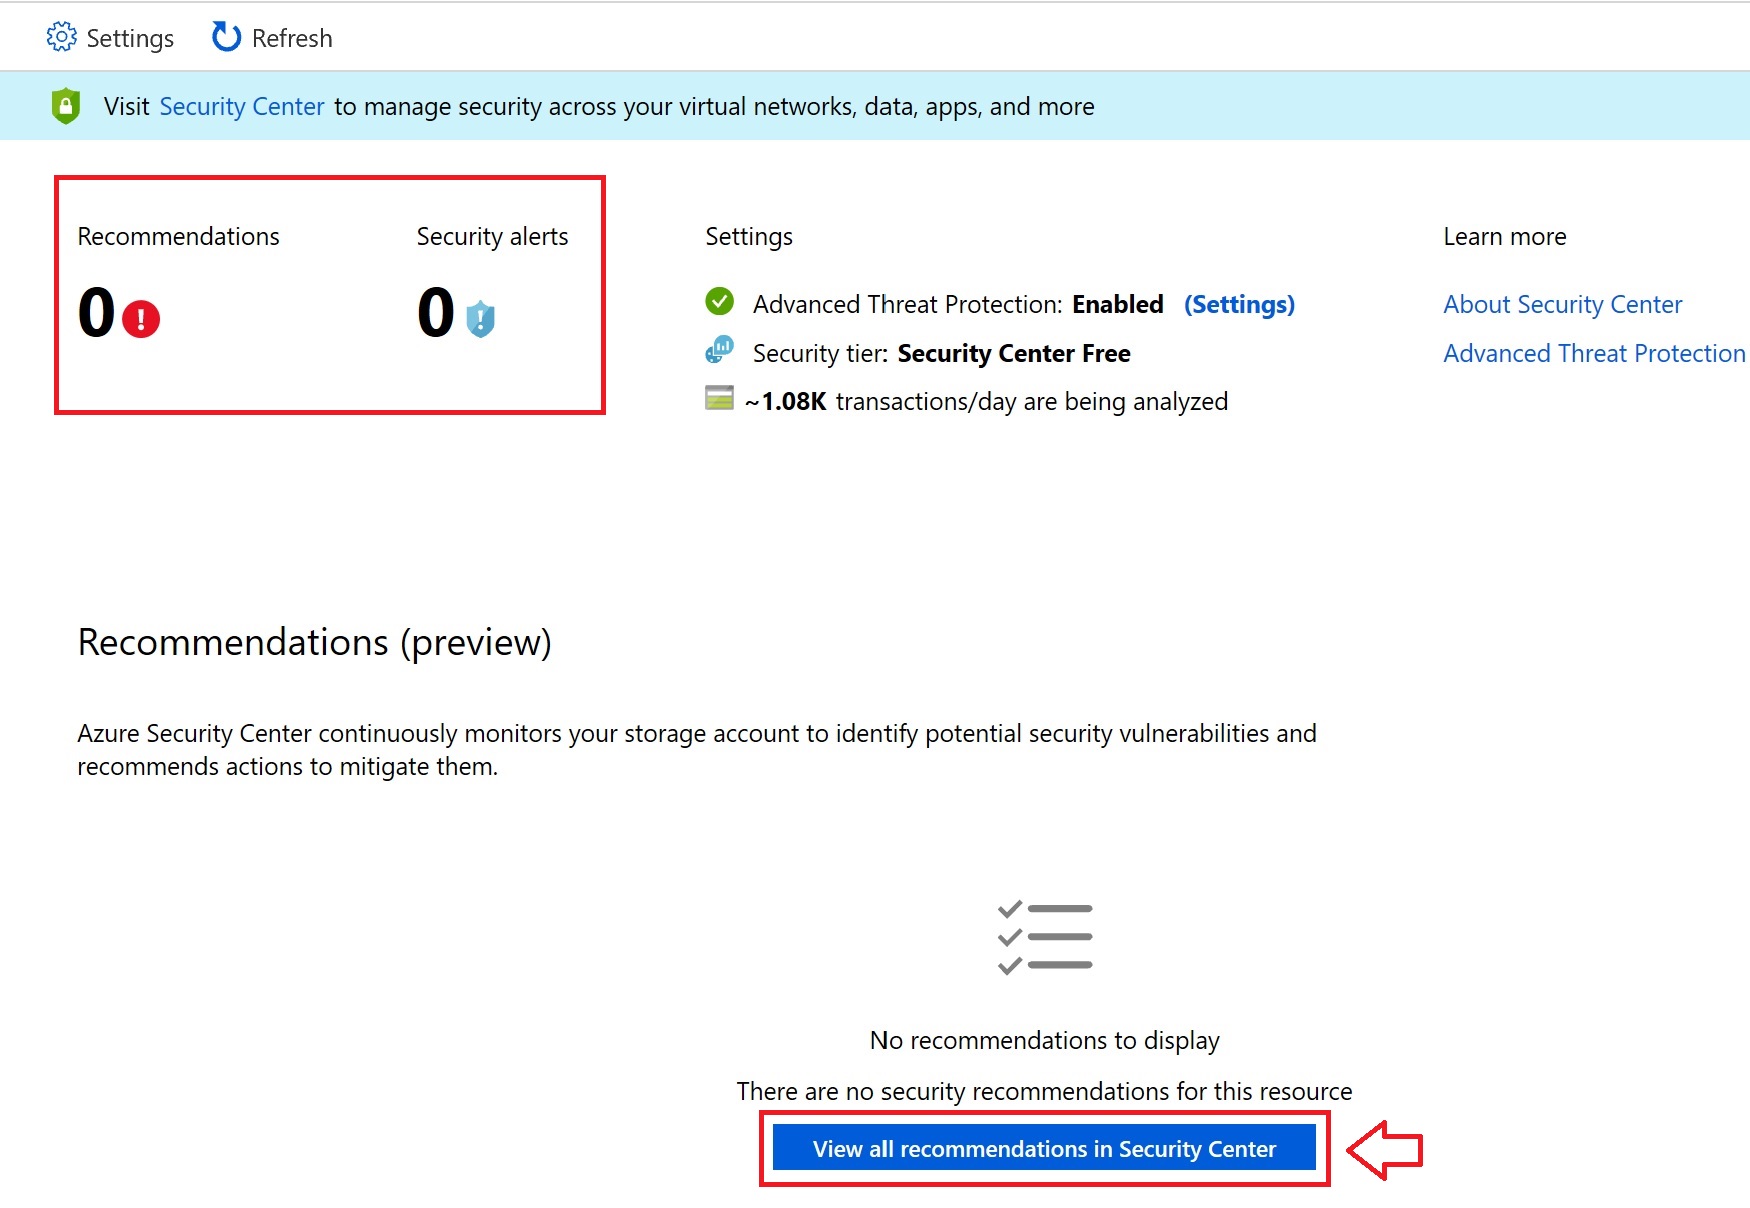 Settings Refresh
Visit Security Center to manage security across your virtual networks, data, apps, and more
Recommendations Security alerts Settings Learn more
0 0 Advanced Threat Protection: Enabled (Settings) About Security Center
Security tier: Security Center Free Advanced Threat Protection
~1.08K transactions/day are being analyzed
Recommendations (preview)
Azure Security Center continuously monitors your storage account to identify potential security vulnerabilities and
recommends actions to mitigate them.
No recommendations to display
There are no security recommendations for this resource
View all recommendations in Security Center